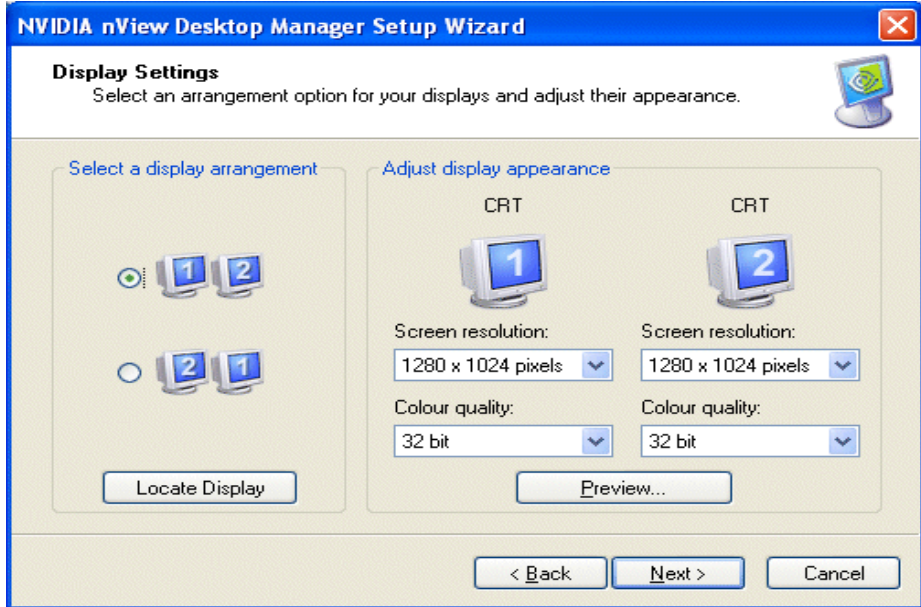 NVIDIA nView Desktop Manager Setup Wizard
Display Settings
Select an arrangement option for your displays and adjust their appearance.
Select a display arrangement
1 2
2 1
Locate Display
Adjust display appearance
CRT CRT
1 2
Screen resolution: Screen resolution:
1280 x 1024 pixels 1280 x 1024 pixels
Colour quality: Colour quality:
32 bit 32 bit
Preview...
< Back Next > Cancel